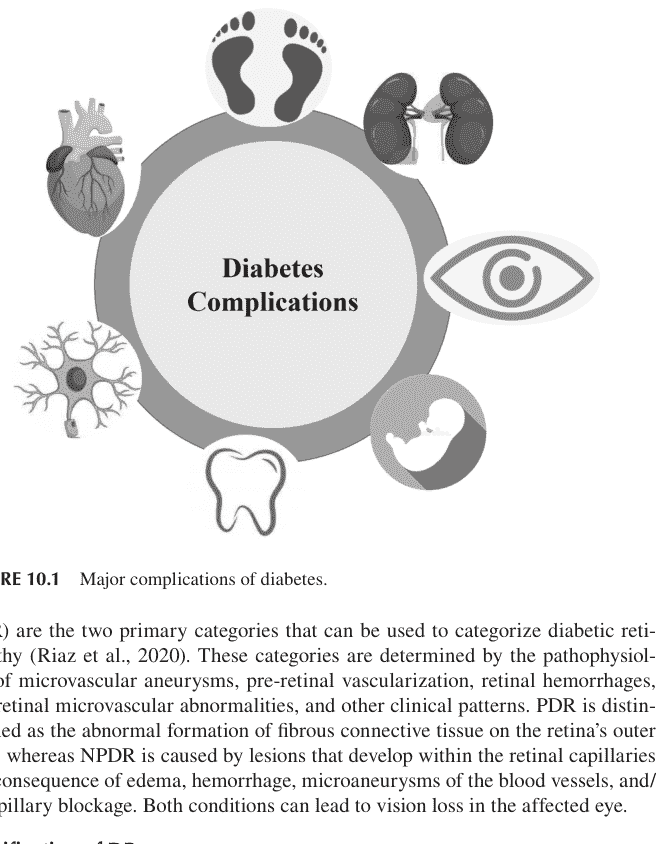 Diabetes
Complications
RE 10.1 Major complications of diabetes.
R) are the two primary categories that can be used to categorize diabetic reti-
thy (Riaz et al., 2020). These categories are determined by the pathophysiol-
of microvascular aneurysms, pre-retinal vascularization, retinal hemorrhages,
retinal microvascular abnormalities, and other clinical patterns. PDR is distin-
ed as the abnormal formation of fibrous connective tissue on the retina's outer
, whereas NPDR is caused by lesions that develop within the retinal capillaries
consequence of edema, hemorrhage, microaneurysms of the blood vessels, and/
pillary blockage. Both conditions can lead to vision loss in the affected eye.